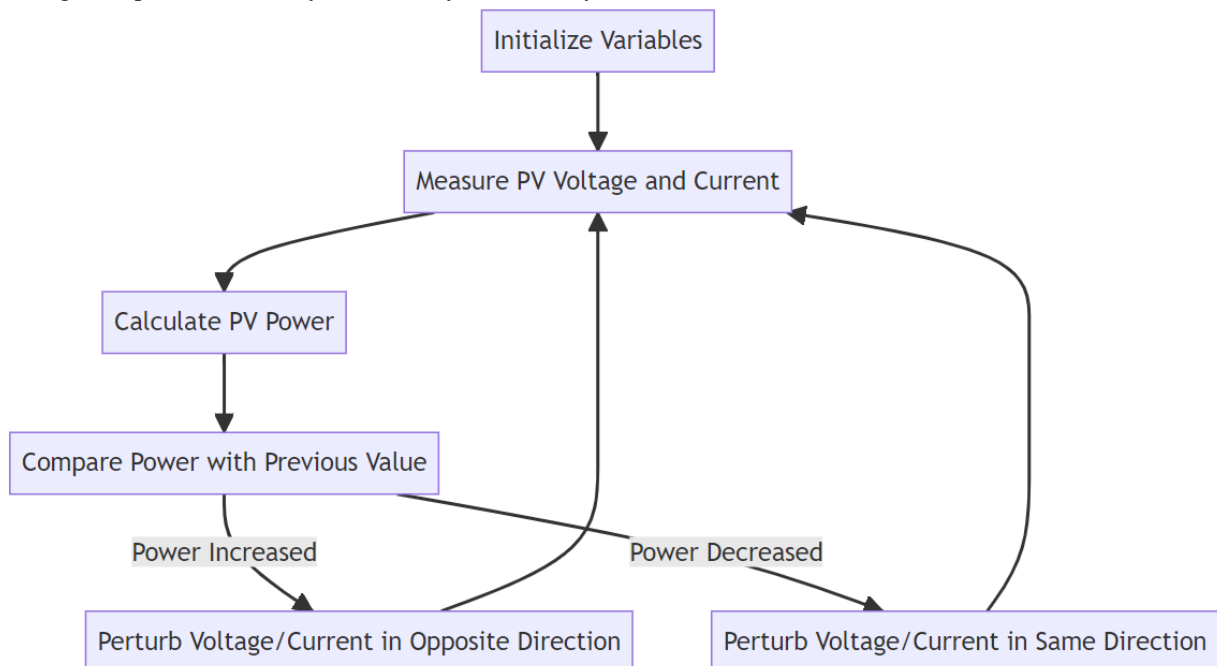 Initialize Variables
Measure PV Voltage and Current
Calculate PV Power
Compare Power with Previous Value
Power Increased
Power Decreased
Perturb Voltage/Current in Opposite Direction
Perturb Voltage/Current in Same Direction